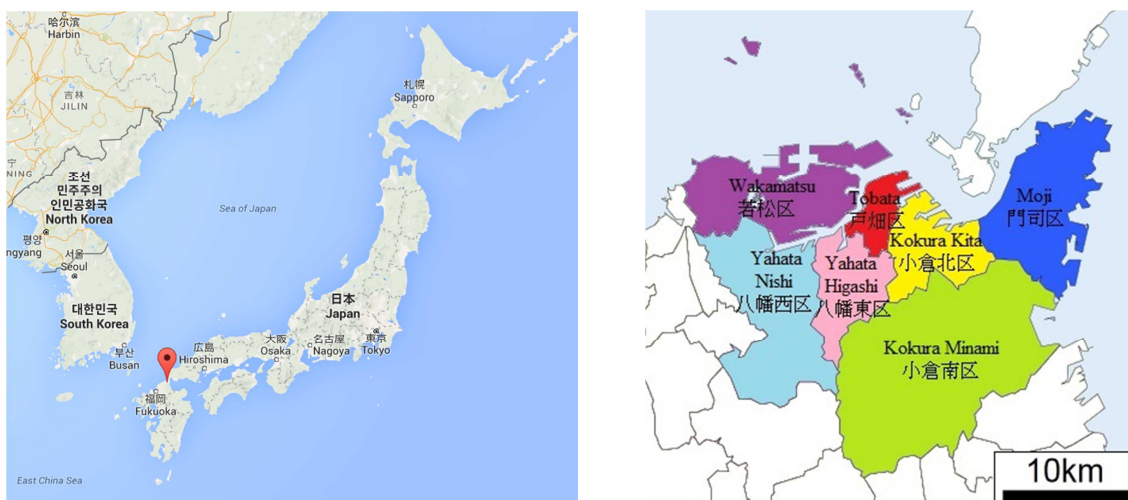 哈尔滨
Harbin
吉林
JILIN
宁
NING
조선
민주주의
인민공화국
North Korea
평양
ngyang
서울
Seoul
대한민국
South Korea
부산
Busan
Sea of Japan
札幌
Sapporo
日本
Japan
東京
Tokyo
名古屋
Nagoya
大阪
Osaka
広島
Hiroshima
福岡
Fukuoka
East China Sea
Wakamatsu
若松区
Tobata
戸畑区
Moji
門司区
Kokura Kita
小倉北区
Yahata
Nishi
八幡西区
Yahata
Higashi
八幡東区
Kokura Minami
小倉南区
10km